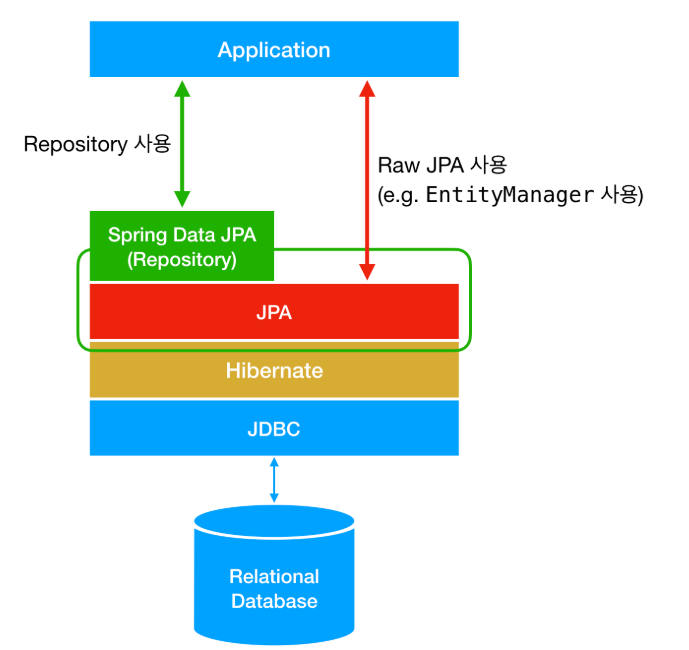 Application
Repository 사용
Raw JPA 사용
(e.g. EntityManager 사용)
Spring Data JPA
(Repository)
JPA
Hibernate
JDBC
Relational
Database